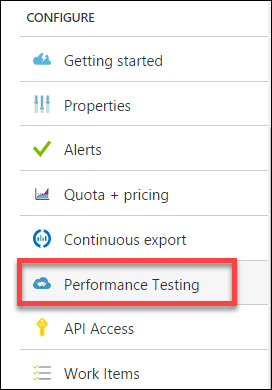 CONFIGURE
Getting started
Properties
Alerts
Quota + pricing
Continuous export
Performance Testing
API Access
Work Items